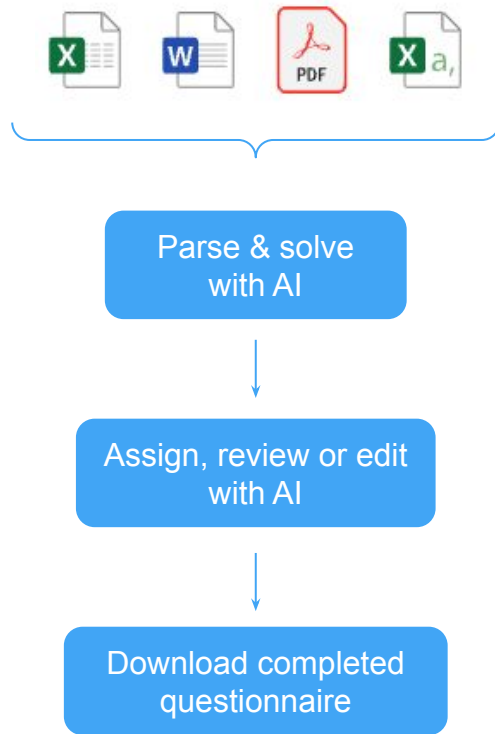 X W PDF X a,
Parse & solve
with AI
Assign, review or edit
with AI
Download completed
questionnaire